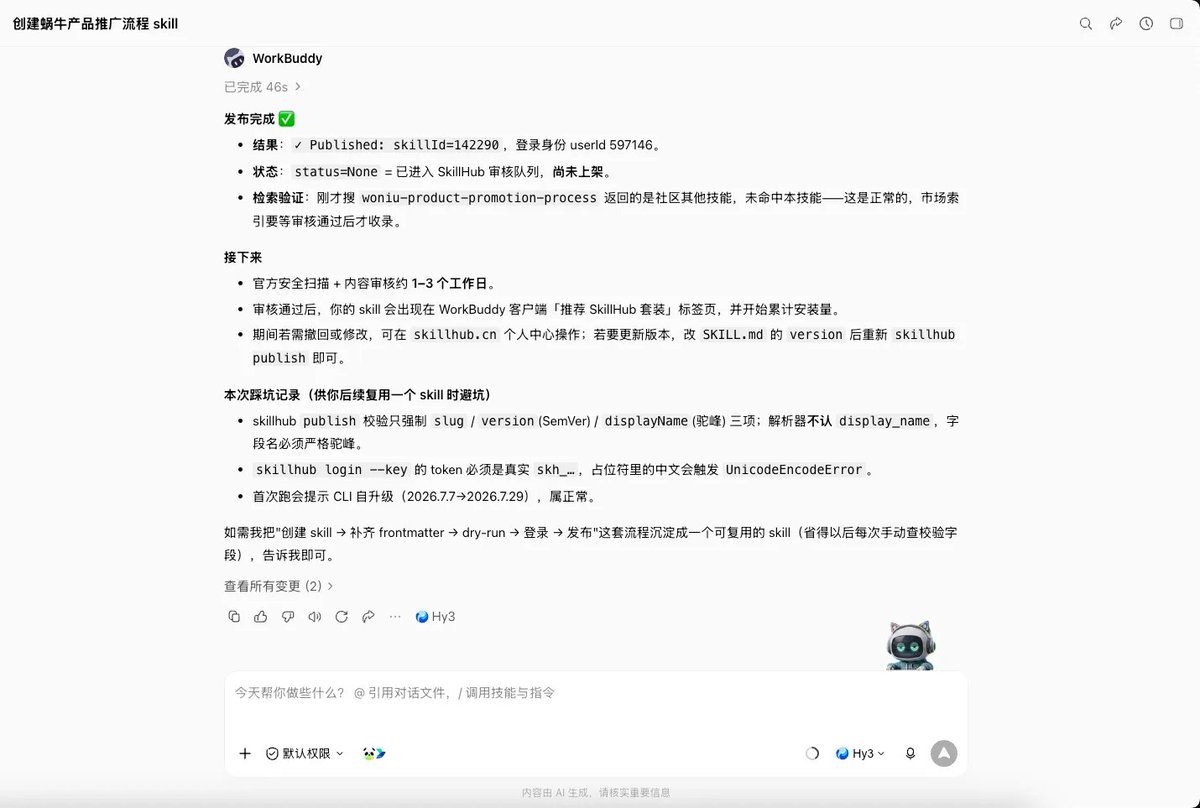 创建蜗牛产品推广流程 skill
WorkBuddy
已完成 46s >
发布完成 ✅
• 结果：✓ Published: skillId=142290，登录身份 userId 597146。
• 状态：status=None = 已进入 SkillHub 审核队列，尚未上架。
• 检索验证：刚才搜 woniu-product-promotion-process 返回的是社区其他技能，未命中本技能——这是正常的，市场索
引要等审核通过后才收录。
接下来
• 官方安全扫描 + 内容审核约 1–3 个工作日。
• 审核通过后，你的 skill 会出现在 WorkBuddy 客户端「推荐 SkillHub 套装」标签页，并开始累计安装量。
• 期间若需撤回或修改，可在 skillhub.cn 个人中心操作；若要更新版本，改 SKILL.md 的 version 后重新 skillhub
publish 即可。
本次踩坑记录（供你后续复用一个 skill 时避坑）
• skillhub publish 校验只强制 slug / version (SemVer) / displayName (驼峰) 三项；解析器不认 display_name，字
段名必须严格驼峰。
• skillhub login --key 的 token 必须是真实 skh_…，占位符里的中文会触发 UnicodeEncodeError。
• 首次跑会提示 CLI 自升级（2026.7.7→2026.7.29），属正常。
如需我把"创建 skill → 补齐 frontmatter → dry-run → 登录 → 发布"这套流程沉淀成一个可复用的 skill（省得以后每次手动查校验字
段），告诉我即可。
查看所有变更 (2) >
Hy3
今天帮你做些什么？ @ 引用对话文件，/ 调用技能与指令
默认权限
Hy3
内容由 AI 生成，请核实重要信息